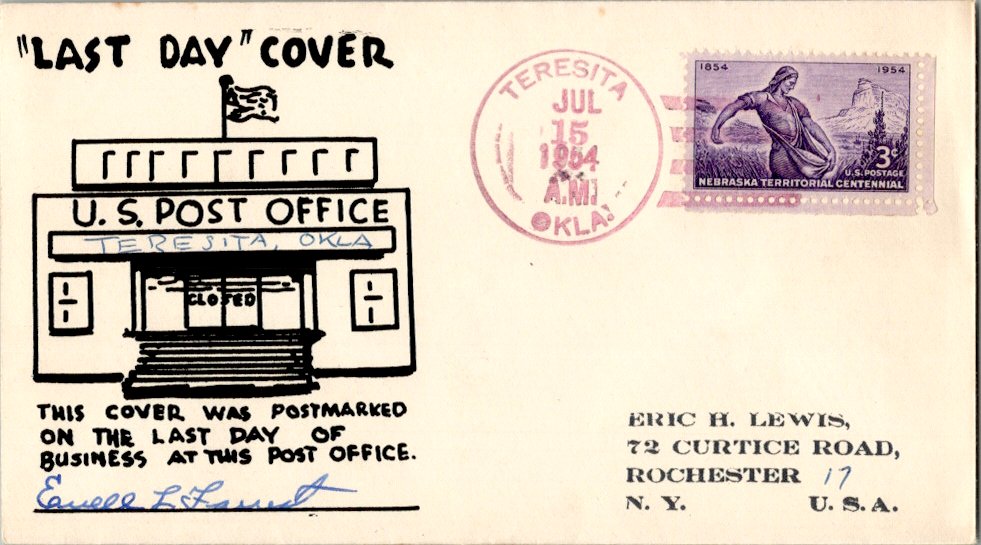 "LAST DAY" COVER
U.S. POST OFFICE
TERESITA, OKLA
CLOSED
THIS COVER WAS POSTMARKED
ON THE LAST DAY OF
BUSINESS AT THIS POST OFFICE.
TERESITA
JUL
15
1954
A.M.
OKLA.
1854 1954
3¢
U.S. POSTAGE
NEBRASKA TERRITORIAL CENTENNIAL
ERIC H. LEWIS,
72 CURTICE ROAD,
ROCHESTER 17
N. Y. U. S. A.